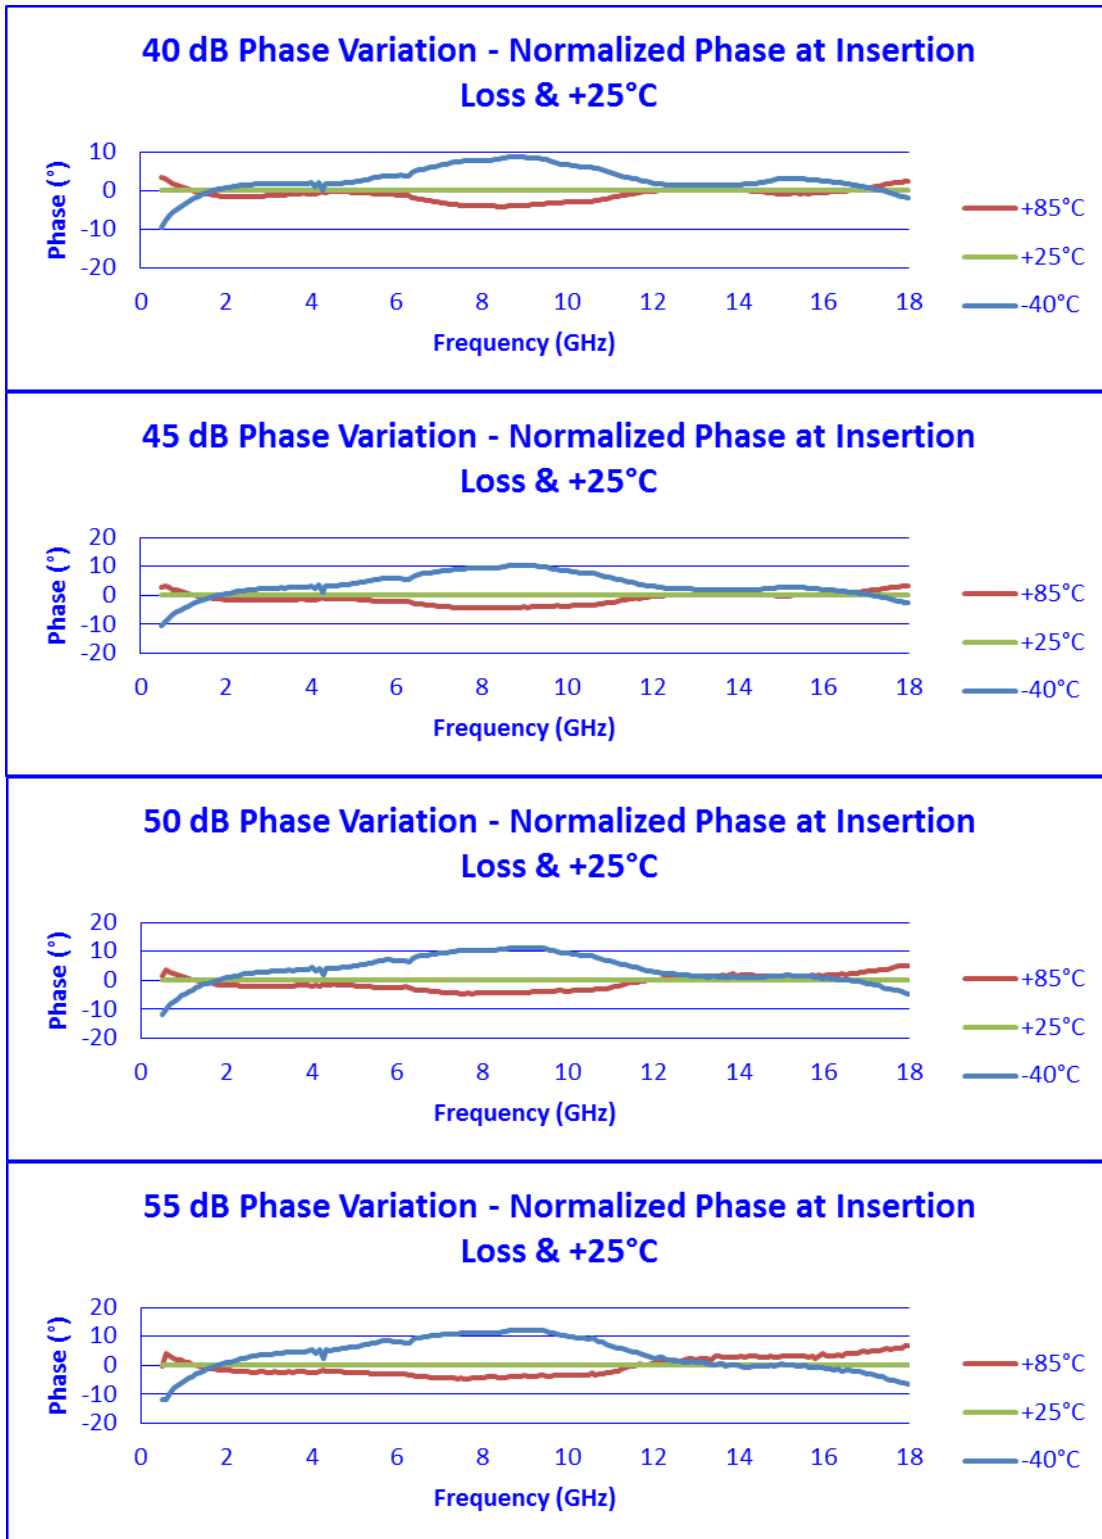 40 dB Phase Variation - Normalized Phase at Insertion
Loss & +25°C
Phase (°)
10
0
-10
-20
0 2 4 6 8 10 12 14 16 18
Frequency (GHz)
+85°C
+25°C
-40°C
45 dB Phase Variation - Normalized Phase at Insertion
Loss & +25°C
Phase (°)
20
10
0
-10
-20
0 2 4 6 8 10 12 14 16 18
Frequency (GHz)
+85°C
+25°C
-40°C
50 dB Phase Variation - Normalized Phase at Insertion
Loss & +25°C
Phase (°)
20
10
0
-10
-20
0 2 4 6 8 10 12 14 16 18
Frequency (GHz)
+85°C
+25°C
-40°C
55 dB Phase Variation - Normalized Phase at Insertion
Loss & +25°C
Phase (°)
20
10
0
-10
-20
0 2 4 6 8 10 12 14 16 18
Frequency (GHz)
+85°C
+25°C
-40°C